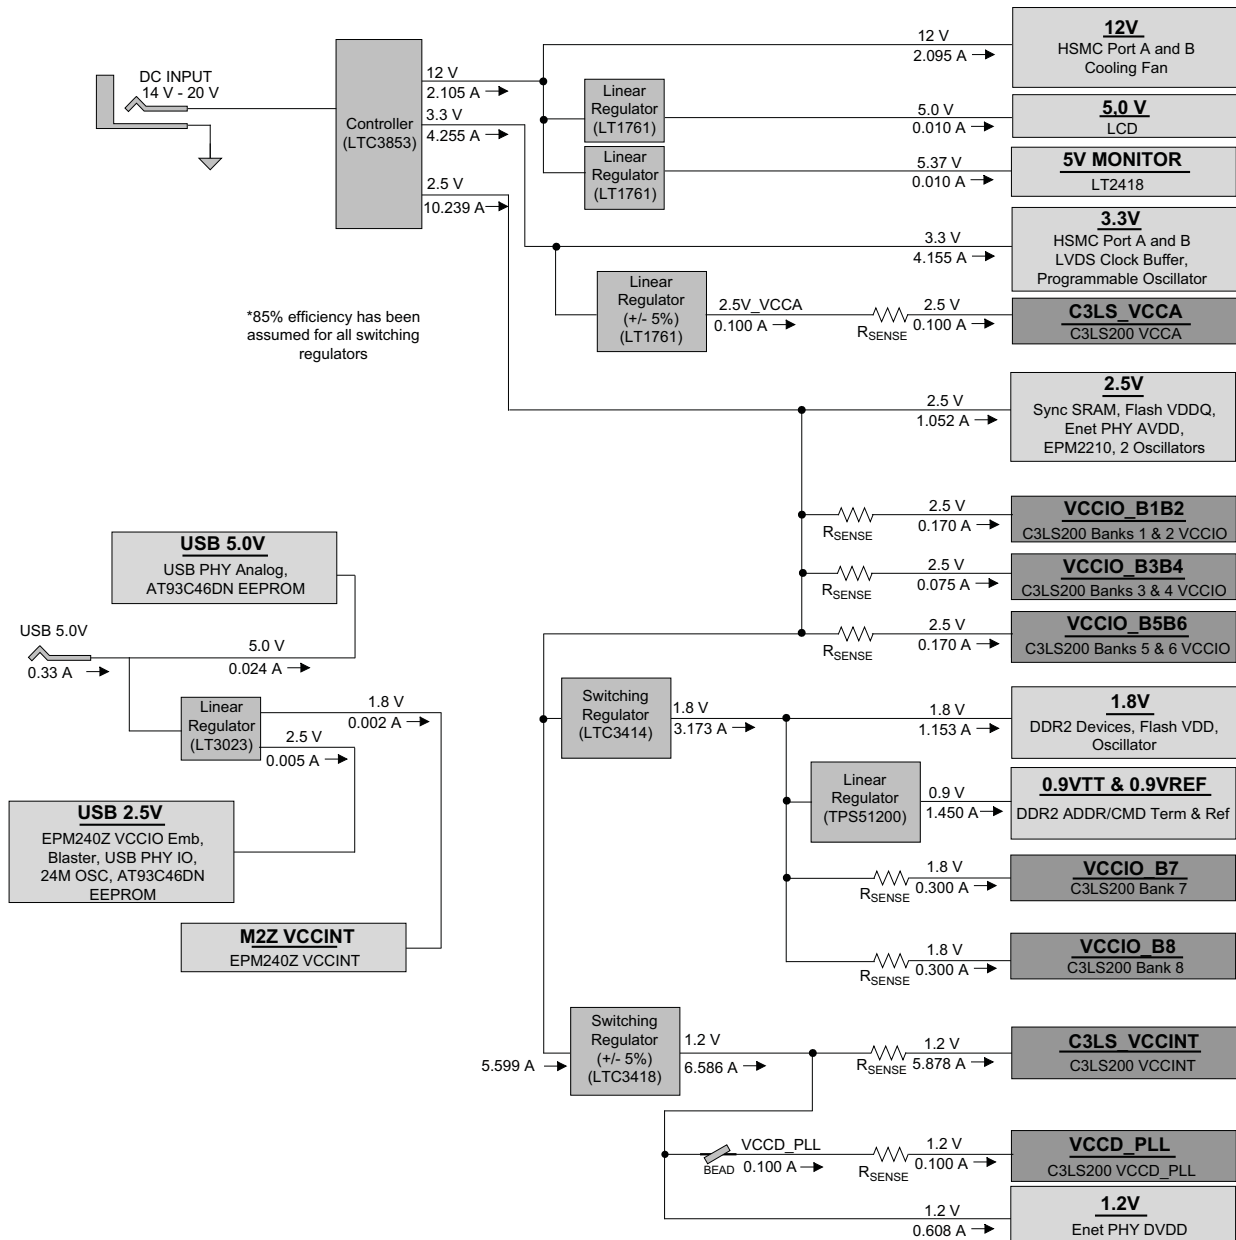 DC INPUT
14 V - 20 V
Controller
(LTC3853)
12 V
2.105 A
3.3 V
4.255 A
2.5 V
10.239 A
*85% efficiency has been
assumed for all switching
regulators
12 V
2.095 A
12V
HSMC Port A and B
Cooling Fan
Linear
Regulator
(LT1761)
5.0 V
0.010 A
5,0 V
LCD
Linear
Regulator
(LT1761)
5.37 V
0.010 A
5V MONITOR
LT2418
3.3 V
4.155 A
3.3V
HSMC Port A and B
LVDS Clock Buffer,
Programmable Oscillator
Linear
Regulator
(+/- 5%)
(LT1761)
2.5V_VCCA
0.100 A
RSENSE
2.5 V
0.100 A
C3LS_VCCA
C3LS200 VCCA
2.5 V
1.052 A
2.5V
Sync SRAM, Flash VDDQ,
Enet PHY AVDD,
EPM2210, 2 Oscillators
RSENSE
2.5 V
0.170 A
VCCIO_B1B2
C3LS200 Banks 1 & 2 VCCIO
RSENSE
2.5 V
0.075 A
VCCIO_B3B4
C3LS200 Banks 3 & 4 VCCIO
RSENSE
2.5 V
0.170 A
VCCIO_B5B6
C3LS200 Banks 5 & 6 VCCIO
USB 5.0V
USB PHY Analog,
AT93C46DN EEPROM
USB 5.0V
0.33 A
5.0 V
0.024 A
Linear
Regulator
(LT3023)
1.8 V
0.002 A
2.5 V
0.005 A
USB 2.5V
EPM240Z VCCIO Emb,
Blaster, USB PHY IO,
24M OSC, AT93C46DN
EEPROM
M2Z VCCINT
EPM240Z VCCINT
Switching
Regulator
(LTC3414)
1.8 V
3.173 A
1.8 V
1.153 A
1.8V
DDR2 Devices, Flash VDD,
Oscillator
Linear
Regulator
(TPS51200)
0.9 V
1.450 A
0.9VTT & 0.9VREF
DDR2 ADDR/CMD Term & Ref
RSENSE
1.8 V
0.300 A
VCCIO_B7
C3LS200 Bank 7
RSENSE
1.8 V
0.300 A
VCCIO_B8
C3LS200 Bank 8
5.599 A
Switching
Regulator
(+/- 5%)
(LTC3418)
1.2 V
6.586 A
RSENSE
1.2 V
5.878 A
C3LS_VCCINT
C3LS200 VCCINT
BEAD
VCCD_PLL
0.100 A
RSENSE
1.2 V
0.100 A
VCCD_PLL
C3LS200 VCCD_PLL
1.2 V
0.608 A
1.2V
Enet PHY DVDD